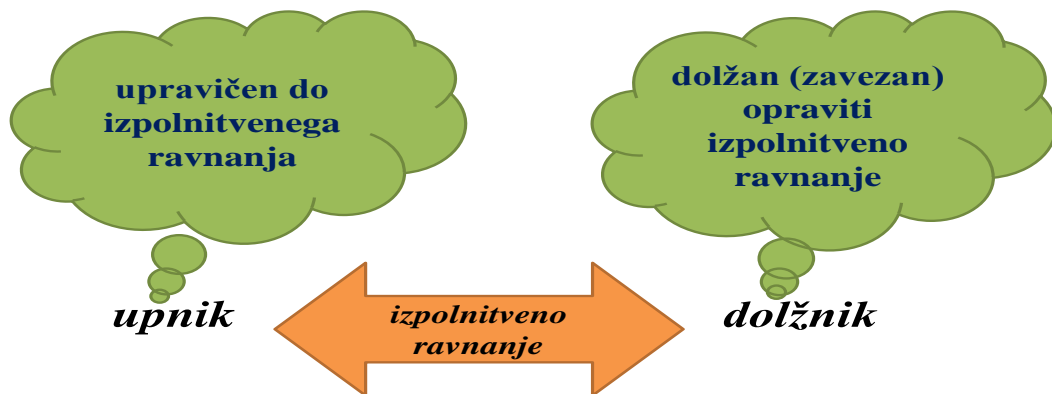 upravičen do
izpolnitvenega
ravnanja
dolžan (zavezan)
opraviti
izpolnitveno
ravnanje
upnik
izpolnitveno
ravnanje
dolžnik